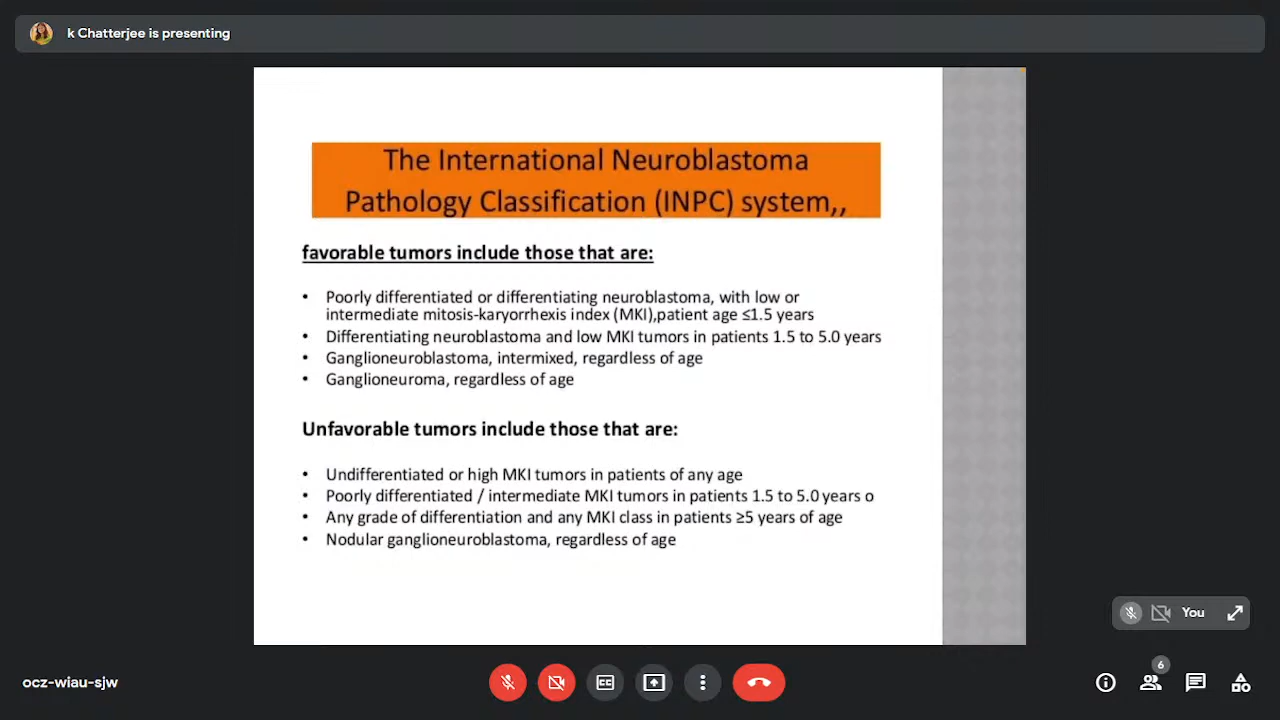 k Chatterjee is presenting
The International Neuroblastoma
Pathology Classification (INPC) system,,
favorable tumors include those that are:
• Poorly differentiated or differentiating neuroblastoma, with low or
intermediate mitosis-karyorrhexis index (MKI),patient age ≤1.5 years
• Differentiating neuroblastoma and low MKI tumors in patients 1.5 to 5.0 years
• Ganglioneuroblastoma, intermixed, regardless of age
• Ganglioneuroma, regardless of age
Unfavorable tumors include those that are:
• Undifferentiated or high MKI tumors in patients of any age
• Poorly differentiated / intermediate MKI tumors in patients 1.5 to 5.0 years o
• Any grade of differentiation and any MKI class in patients ≥5 years of age
• Nodular ganglioneuroblastoma, regardless of age
You
ocz-wiau-sjw
CC
6